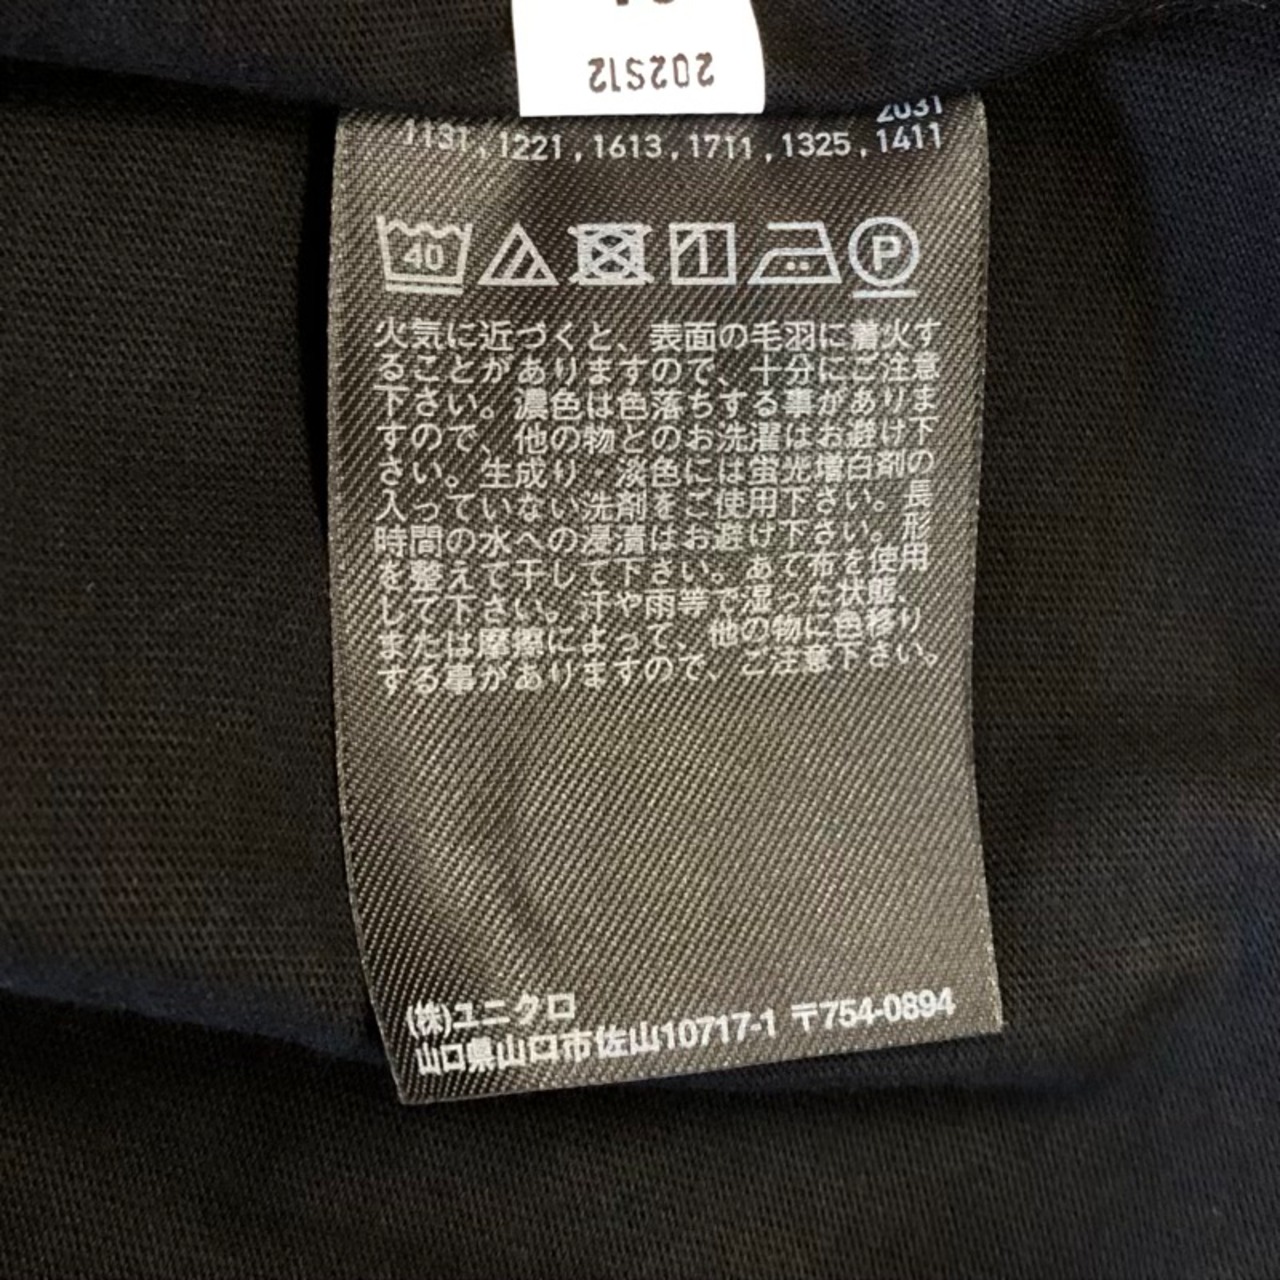 202S12
2031
1131 , 1221 , 1613 , 1711 , 1325 , 1411
40 P
火気に近づくと、表面の毛羽に着火す
ることがありますので、十分にご注意
下さい。濃色は色落ちする事がありま
すので、他の物とのお洗濯はお避け下
さい。生成り・淡色には蛍光増白剤の
入っていない洗剤をご使用下さい。長
時間の水への浸漬はお避け下さい。形
を整えて干して下さい。あて布を使用
して下さい。汗や雨等で湿った状態、
または摩擦によって、他の物に色移り
する事がありますので、ご注意下さい。
(株)ユニクロ
山口県山口市佐山10717-1 〒754-0894